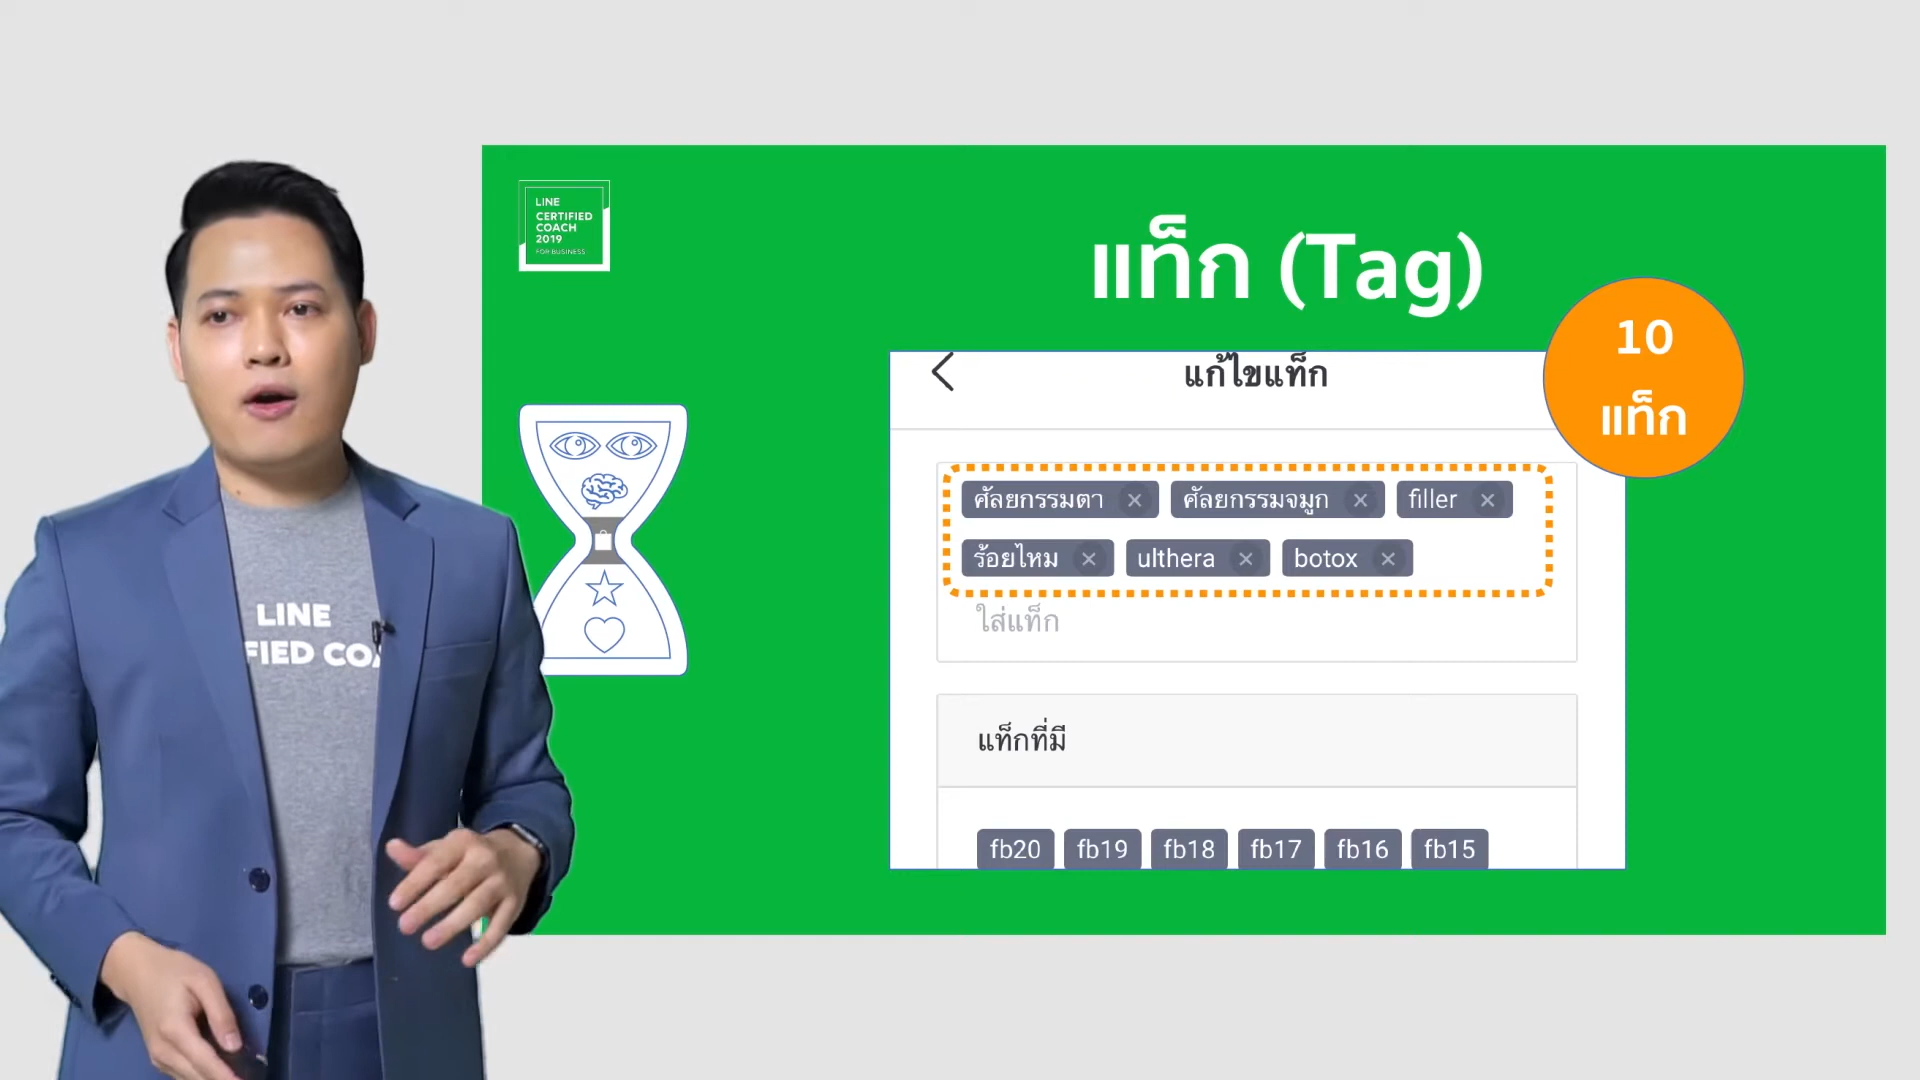 LINE
CERTIFIED
COACH
2019
FOR BUSINESS
แท็ก (Tag)
10
แท็ก
แก้ไขแท็ก
ศัลยกรรมตา × ศัลยกรรมจมูก × filler ×
ร้อยไหม × ulthera × botox ×
ใส่แท็ก
แท็กที่มี
fb20 fb19 fb18 fb17 fb16 fb15
LINE
FIED COA